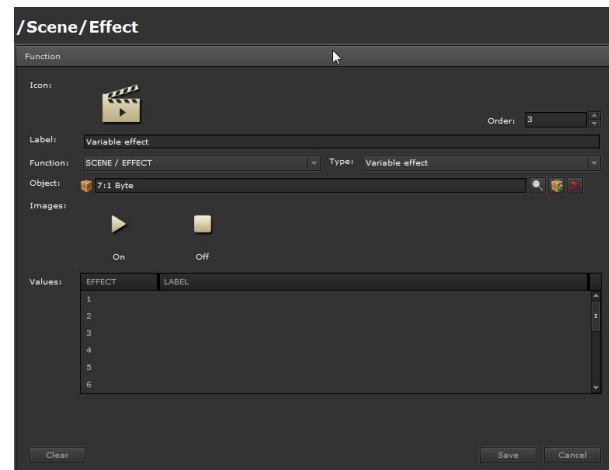 /Scene/Effect
Function
Icon:
Order: 3
Label: Variable effect
Function: SCENE / EFFECT Type: Variable effect
Object: 7:1 Byte
Images:
On Off
Values: EFFECT LABEL
1
2
3
4
5
6
Clear Save Cancel